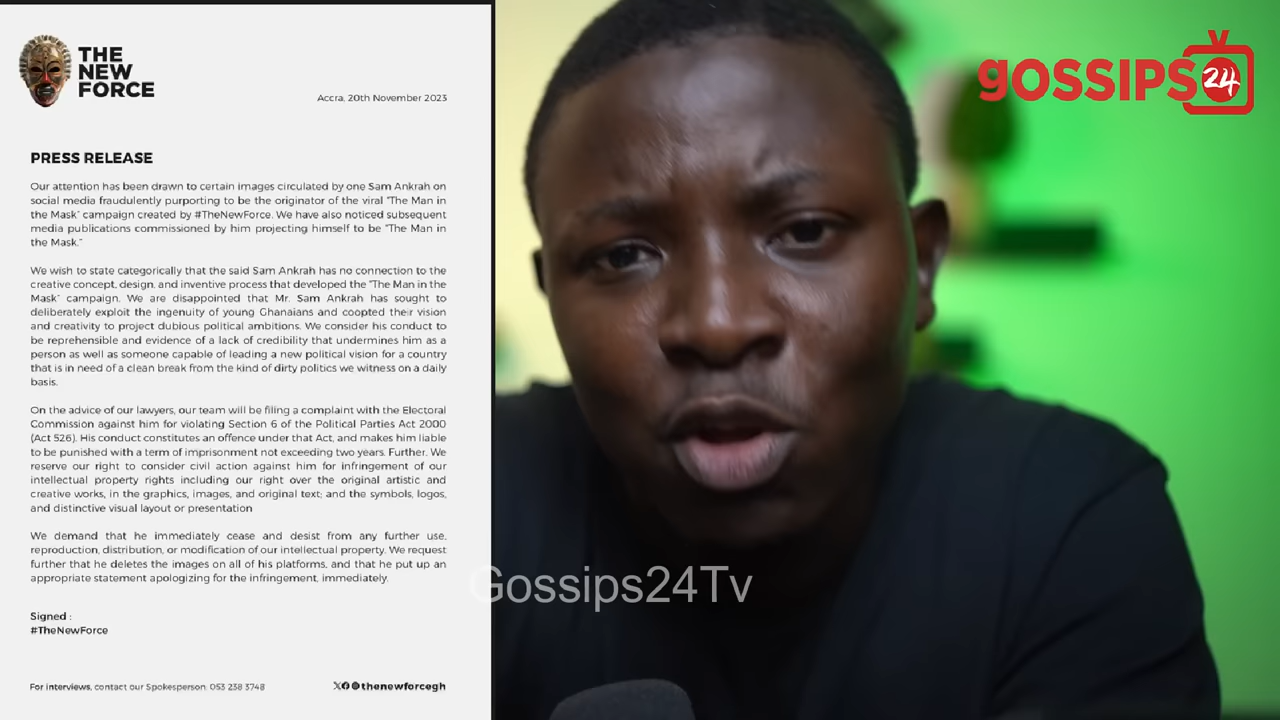 THE
NEW
FORCE
Accra, 20th November 2023
PRESS RELEASE
Our attention has been drawn to certain images circulated by one Sam Ankrah on
social media fraudulently purporting to be the originator of the viral “The Man in
the Mask” campaign created by #TheNewForce. We have also noticed subsequent
media publications commissioned by him projecting himself to be “The Man in
the Mask.”
We wish to state categorically that the said Sam Ankrah has no connection to the
creative concept, design, and inventive process that developed the “The Man in the
Mask” campaign. We are disappointed that Mr. Sam Ankrah has sought to
deliberately exploit the ingenuity of young Ghanaians and coopted their vision
and creativity to project dubious political ambitions. We consider his conduct to
be reprehensible and evidence of a lack of credibility that undermines him as a
person as well as someone capable of leading a new political vision for a country
that is in need of a clean break from the kind of dirty politics we witness on a daily
basis.
On the advice of our lawyers, our team will be filing a complaint with the Electoral
Commission against him for violating Section 6 of the Political Parties Act 2000
(Act 526). His conduct constitutes an offence under that Act, and makes him liable
to be punished with a term of imprisonment not exceeding two years. Further. We
reserve our right to consider civil action against him for infringement of our
intellectual property rights including our right over the original artistic and
creative works, in the graphics, images, and original text; and the symbols, logos,
and distinctive visual layout or presentation
We demand that he immediately cease and desist from any further use,
reproduction, distribution, or modification of our intellectual property. We request
further that he deletes the images on all of his platforms, and that he put up an
appropriate statement apologizing for the infringement, immediately.
Signed :
#TheNewForce
For interviews, contact our Spokesperson: 053 238 3748
thenewforcegh
gOSSIPS 24
Gossips24Tv